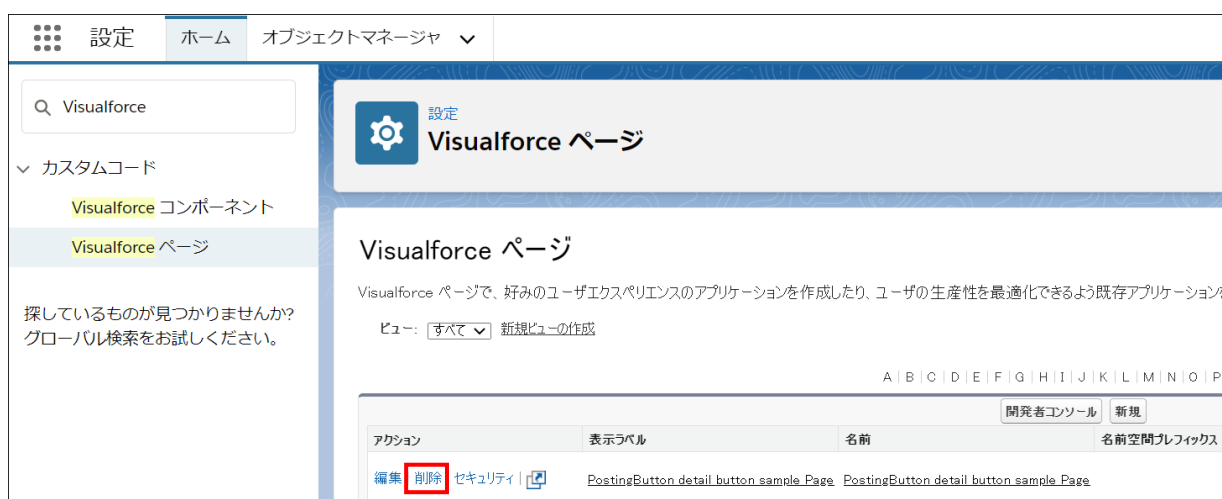 設定 ホーム オブジェクトマネージャ
Visualforce
カスタムコード
Visualforce コンポーネント
Visualforce ページ
探しているものが見つかりませんか?
グローバル検索をお試しください。
設定
Visualforce ページ
Visualforce ページ
Visualforce ページで、好みのユーザエクスペリエンスのアプリケーションを作成したり、ユーザの生産性を最適化できるよう既存アプリケーション
ビュー: すべて 新規ビューの作成
A | B | C | D | E | F | G | H | I | J | K | L | M | N | O | P
開発者コンソール 新規
アクション 表示ラベル 名前 名前空間プレフィックス
編集 削除 セキュリティ | PostingButton detail button sample Page PostingButton detail button sample Page